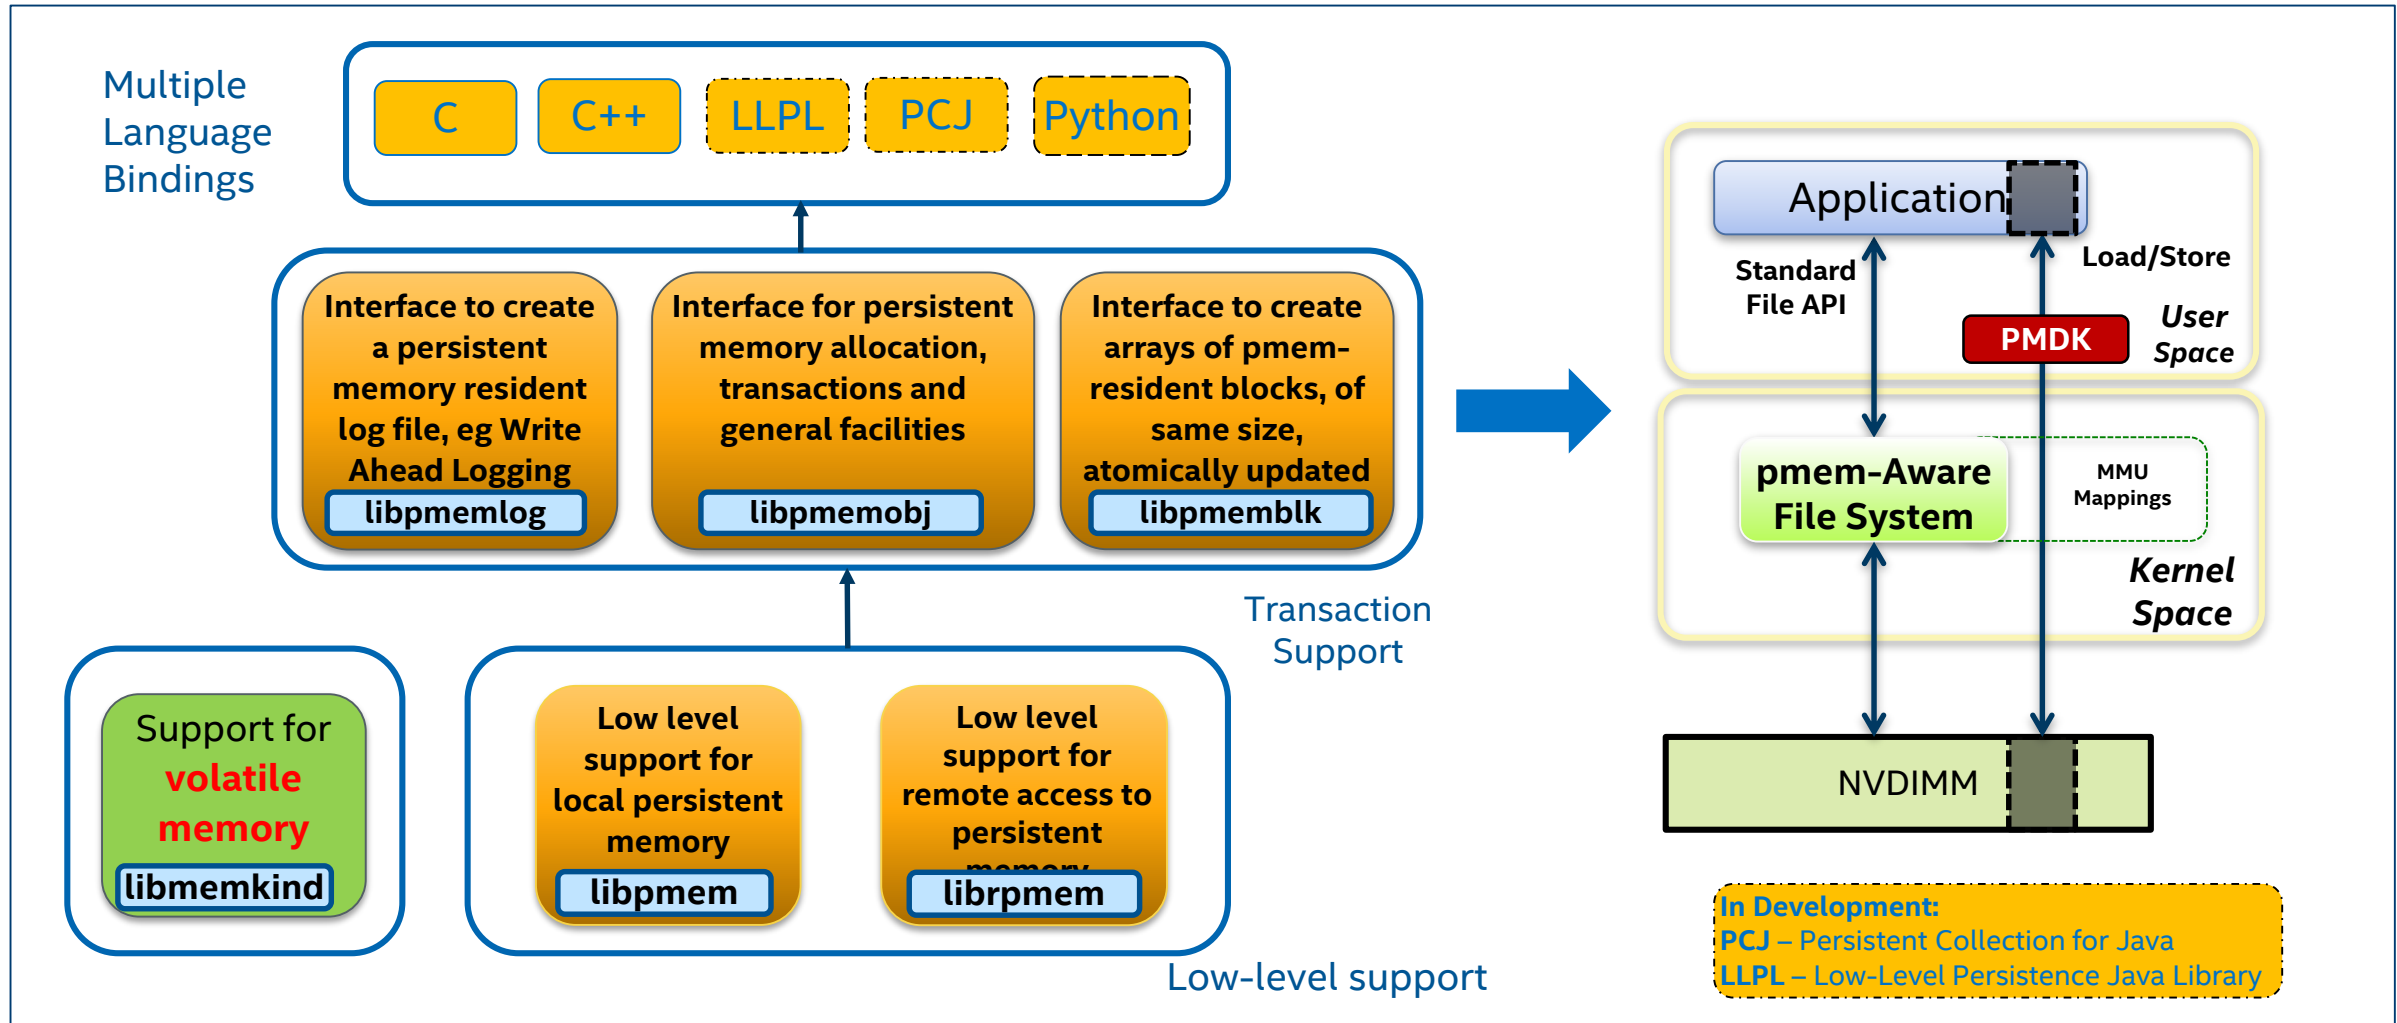 Multiple
Language
Bindings
C
C++
LLPL
PCJ
Python
Interface to create
a persistent
memory resident
log file, eg Write
Ahead Logging
libpmemlog
Interface for persistent
memory allocation,
transactions and
general facilities
libpmemobj
Interface to create
arrays of pmem-
resident blocks, of
same size,
atomically updated
libpmemblk
Transaction
Support
Support for
volatile
memory
libmemkind
Low level
support for
local persistent
memory
libpmem
Low level
support for
remote access to
persistent
memory
librpmem
Low-level support
Application
Standard
File API
Load/Store
PMDK
User
Space
pmem-Aware
File System
MMU
Mappings
Kernel
Space
NVDIMM
In Development:
PCJ – Persistent Collection for Java
LLPL – Low-Level Persistence Java Library